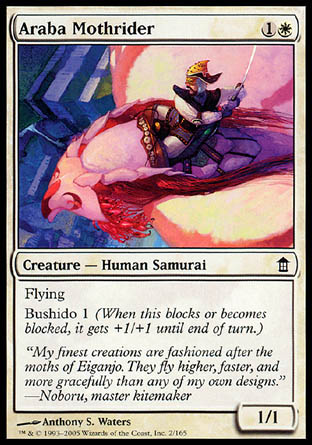 Araba Mothrider 1
Creature — Human Samurai
Flying
Bushido 1 (When this blocks or becomes
blocked, it gets +1/+1 until end of turn.)
"My finest creations are fashioned after the
moths of Eiganjo. They fly higher, faster, and
more gracefully than any of my own designs."
—Noboru, master kitemaker
1/1
Anthony S. Waters
™ & © 1993–2005 Wizards of the Coast, Inc. 2/165